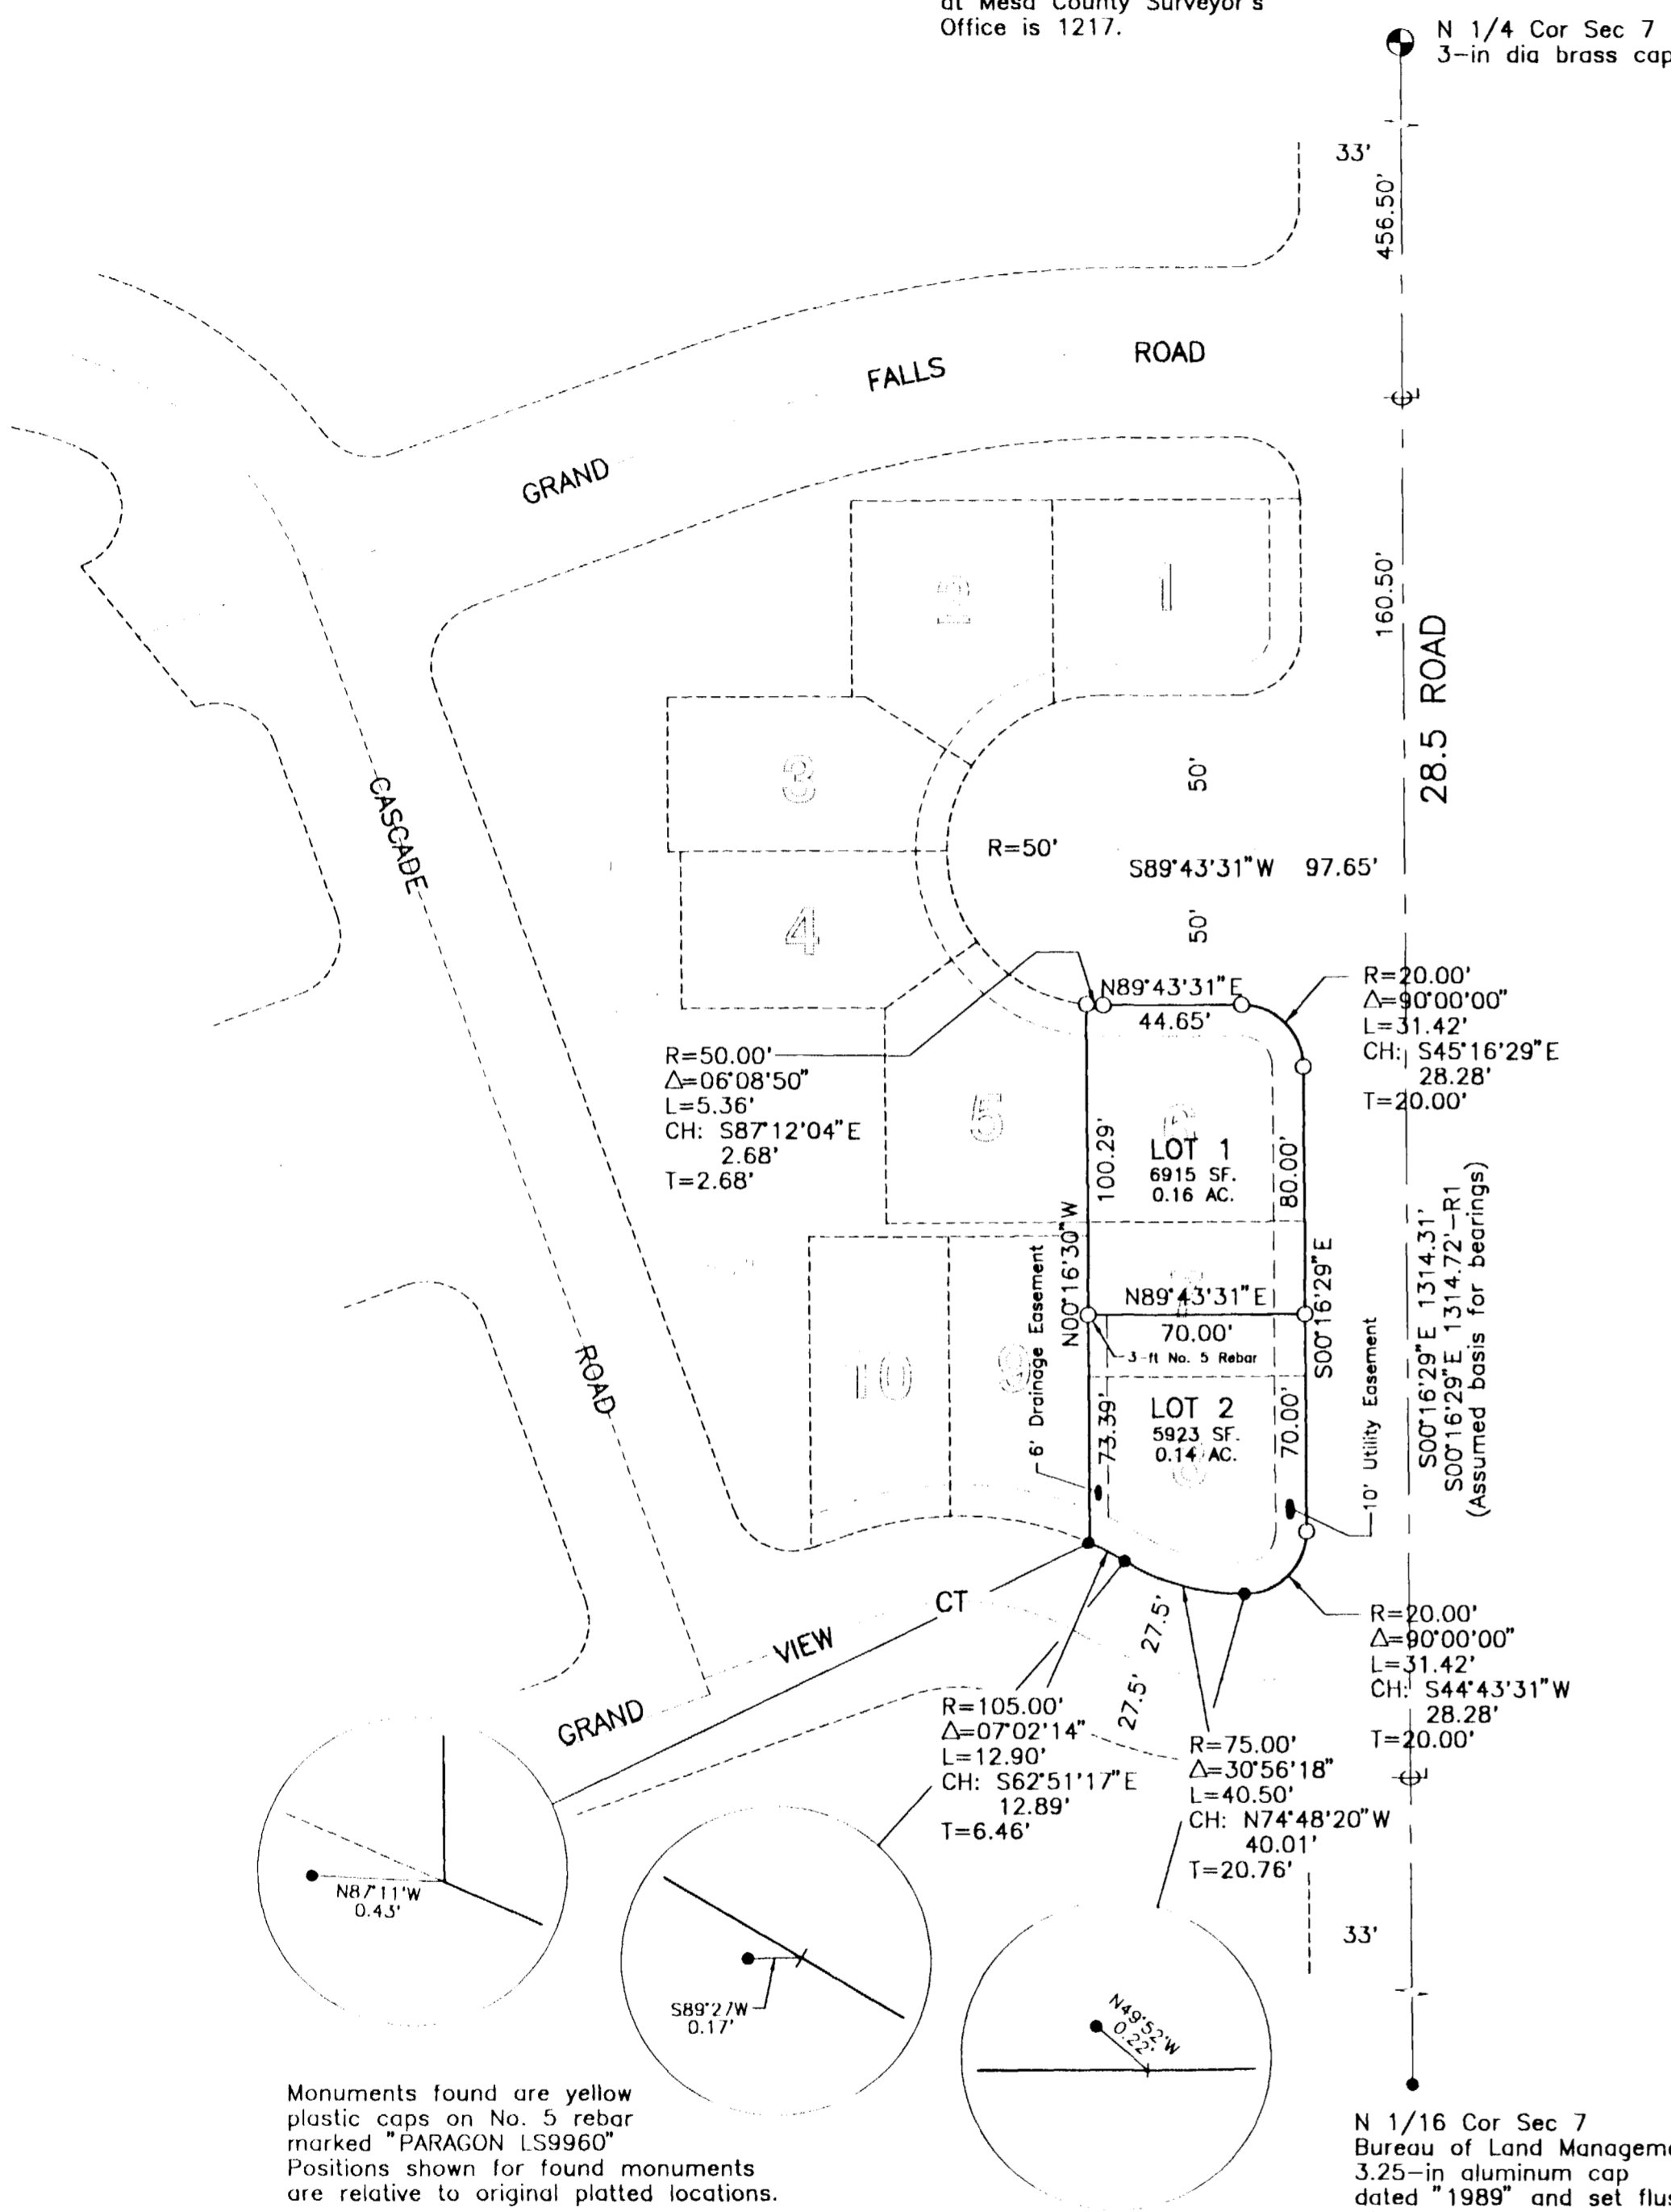 at Mesa County Surveyor's
Office is 1217.
N 1/4 Cor Sec 7
3-in dia brass cap
33'
456.50'
FALLS
ROAD
GRAND
160.50'
28.5 ROAD
2
1
3
4
CASCADE
50'
R=50'
S89°43'31"W 97.65'
50'
N89°43'31"E
44.65'
R=20.00'
Δ=90°00'00"
L=31.42'
CH: S45°16'29"E
28.28'
T=20.00'
R=50.00'
Δ=06°08'50"
L=5.36'
CH: S87°12'04"E
2.68'
T=2.68'
5
6
LOT 1
6915 SF.
0.16 AC.
100.29'
80.00'
N00°16'30"W
S00°16'29"E
6' Drainage Easement
N89°43'31"E
70.00'
3-ft No. 5 Rebar
10
9
LOT 2
5923 SF.
0.14 AC.
73.39'
70.00'
10' Utility Easement
S00°16'29"E 1314.31'
S00°16'29"E 1314.72'-R1
(Assumed basis for bearings)
ROAD
CT
VIEW
GRAND
27.5'
27.5'
R=20.00'
Δ=90°00'00"
L=31.42'
CH: S44°43'31"W
28.28'
T=20.00'
R=105.00'
Δ=07°02'14"
L=12.90'
CH: S62°51'17"E
12.89'
T=6.46'
R=75.00'
Δ=30°56'18"
L=40.50'
CH: N74°48'20"W
40.01'
T=20.76'
N87°11'W
0.43'
S89°27'W
0.17'
N49°52'W
0.22'
33'
Monuments found are yellow
plastic caps on No. 5 rebar
marked "PARAGON LS9960"
Positions shown for found monuments
are relative to original platted locations.
N 1/16 Cor Sec 7
Bureau of Land Manageme
3.25-in aluminum cap
dated "1989" and set flus